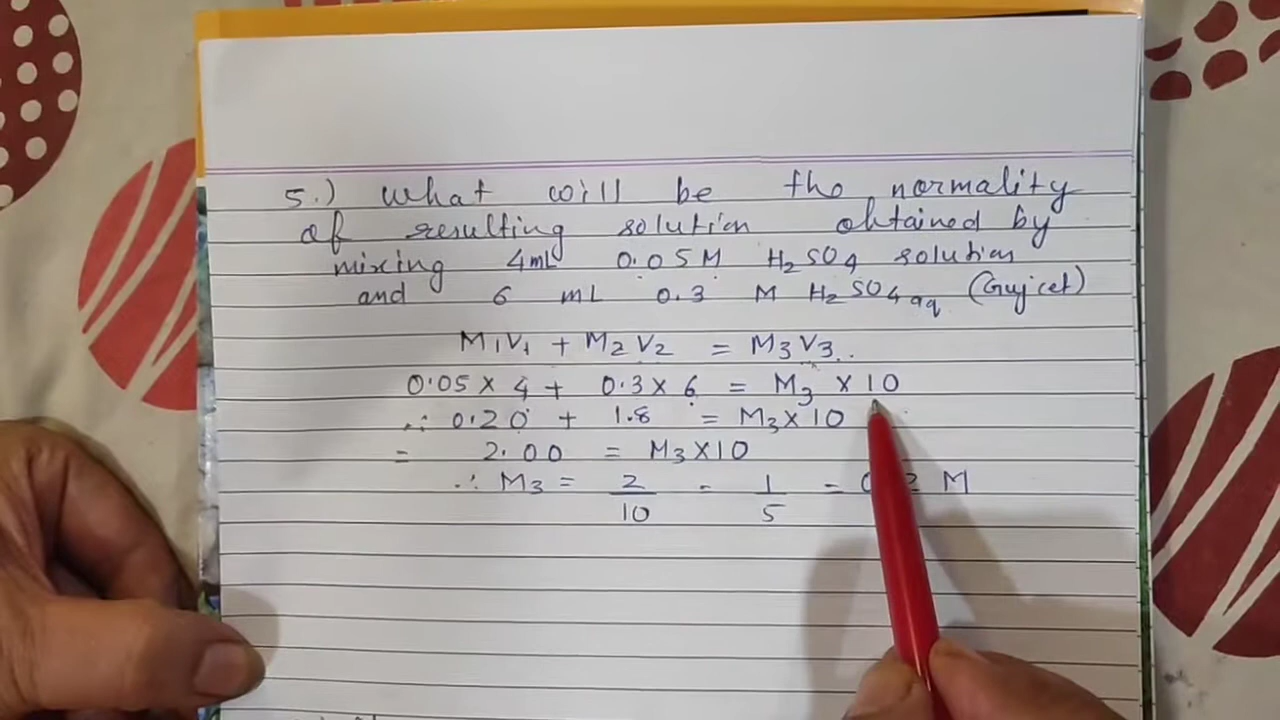 5.) what will be the normality
of resulting solution obtained by
mixing 4mL 0.05M H2SO4 solution
and 6 mL 0.3 M H2SO4 aq (Gujcet)
M1V1 + M2V2 = M3V3..
0.05 × 4 + 0.3 × 6 = M3 × 10
∴ 0.20 + 1.8 = M3×10
= 2.00 = M3×10
∴ M3 = 2/10 = 1/5 = M